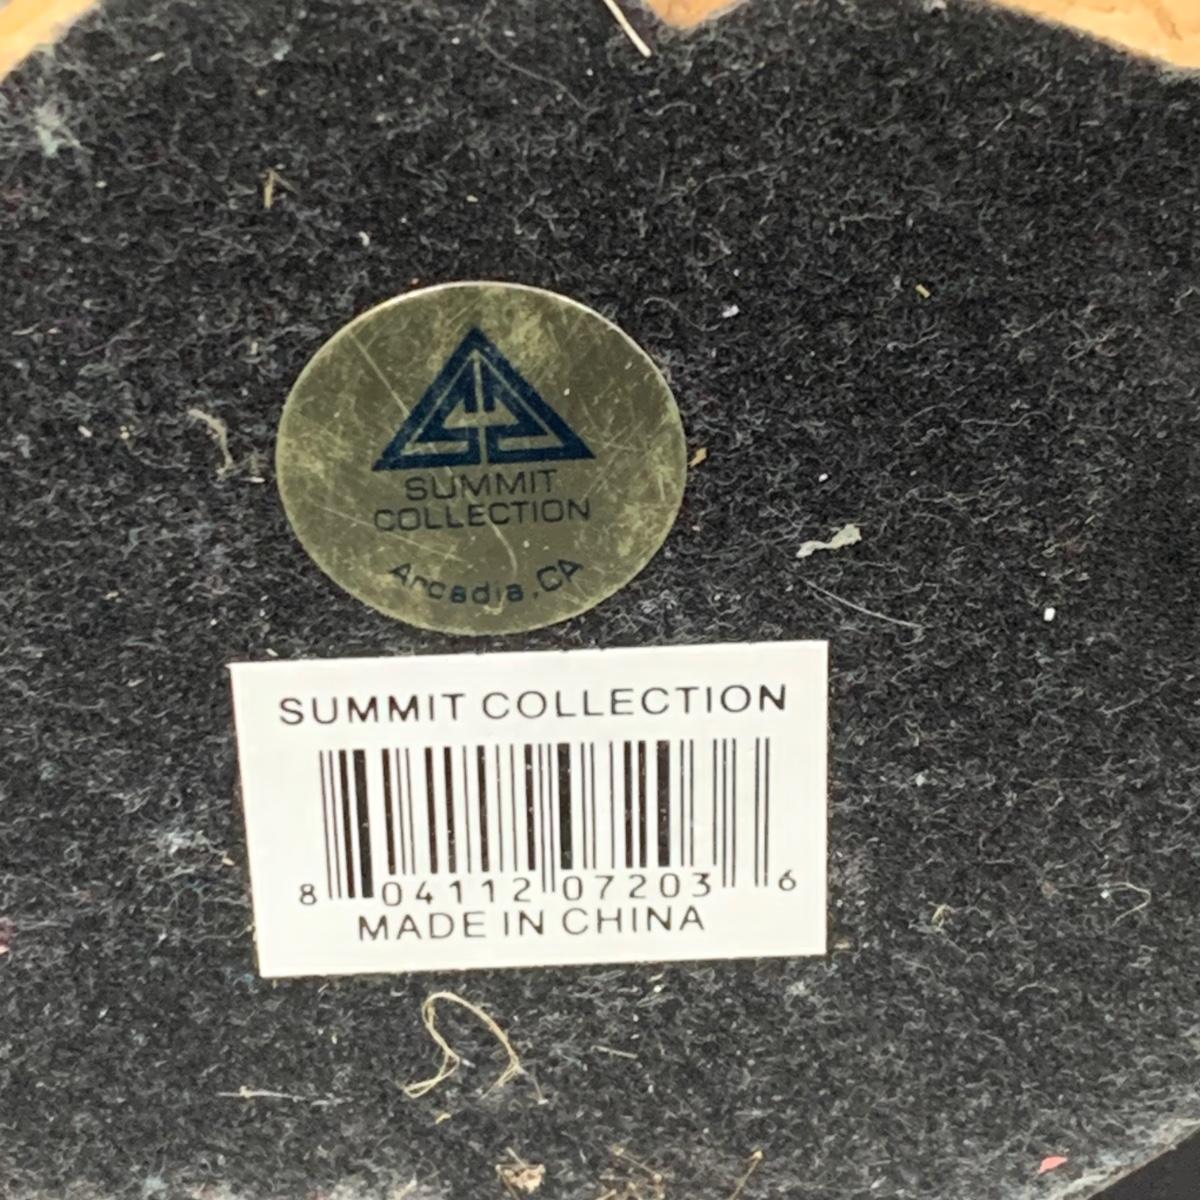 SUMMIT
COLLECTION
Arcadia, CA
SUMMIT COLLECTION
8 04112 07203 6
MADE IN CHINA